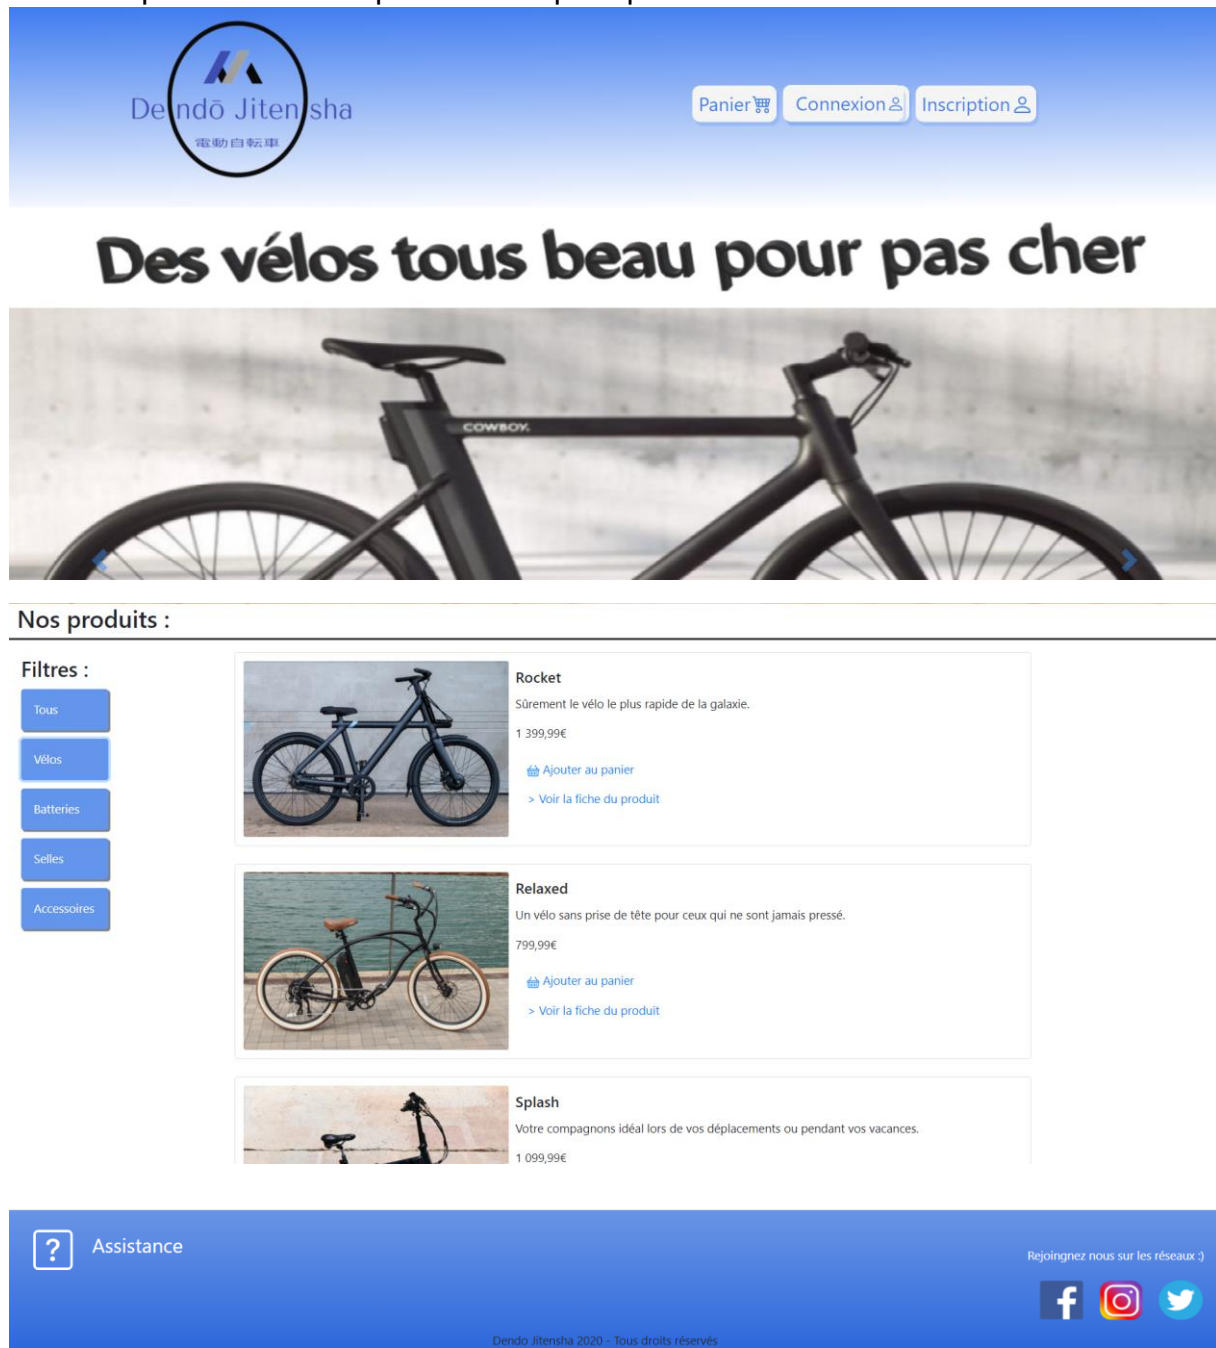 Dendō Jitensha
電動自転車
Panier
Connexion
Inscription
Des vélos tous beau pour pas cher
COWBOY.
Nos produits :
Filtres :
Tous
Vélos
Batteries
Selles
Accessoires
Rocket
Sûrement le vélo le plus rapide de la galaxie.
1 399,99€
Ajouter au panier
> Voir la fiche du produit
Relaxed
Un vélo sans prise de tête pour ceux qui ne sont jamais pressé.
799,99€
Ajouter au panier
> Voir la fiche du produit
Splash
Votre compagnons idéal lors de vos déplacements ou pendant vos vacances.
1 099,99€
? Assistance
Rejoingnez nous sur les réseaux :)
Dendo Jitensha 2020 - Tous droits réservés